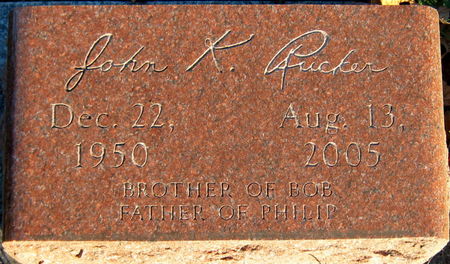 John K. Rucker
Dec. 22, Aug. 13,
1950 2005
BROTHER OF BOB
FATHER OF PHILIP